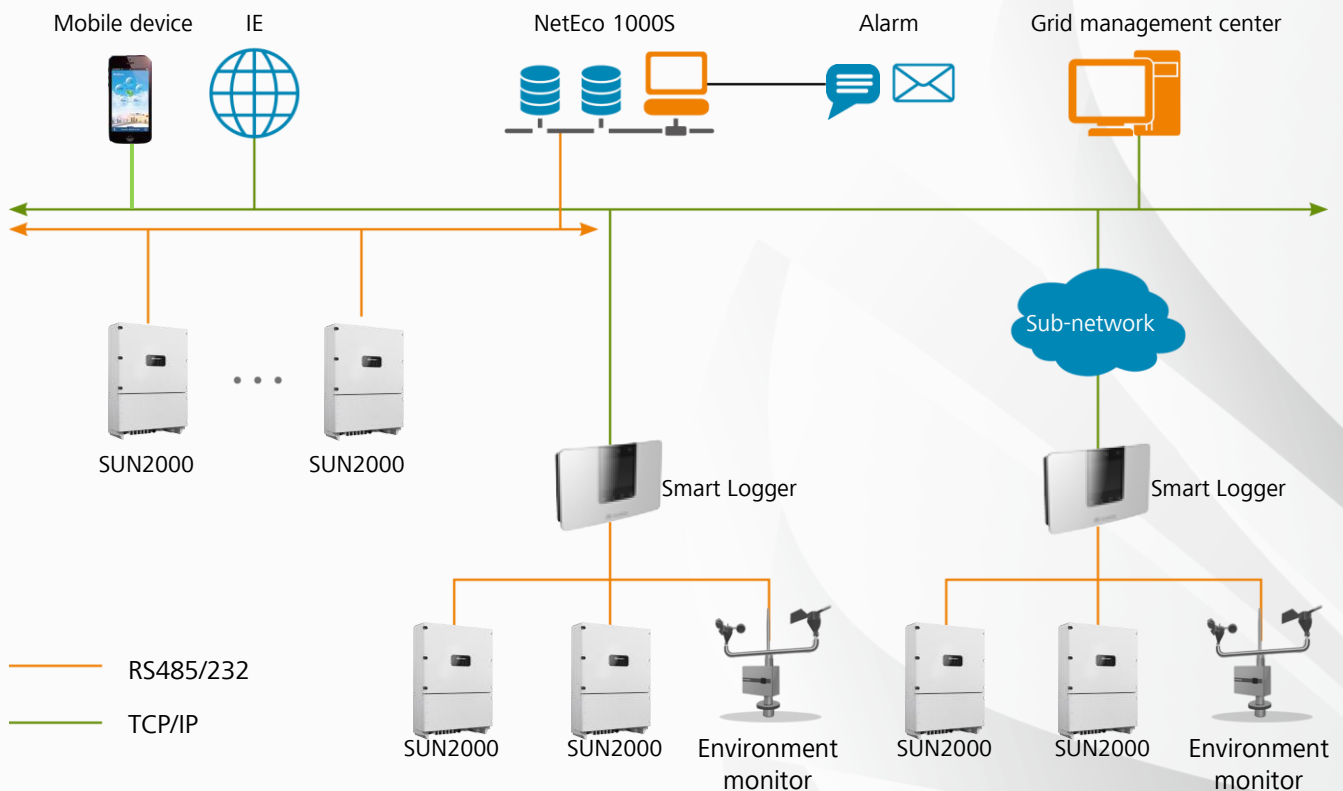 Mobile device
IE
NetEco 1000S
Alarm
Grid management center
Sub-network
SUN2000
SUN2000
Smart Logger
Smart Logger
RS485/232
TCP/IP
SUN2000
SUN2000
Environment
monitor
SUN2000
SUN2000
Environment
monitor